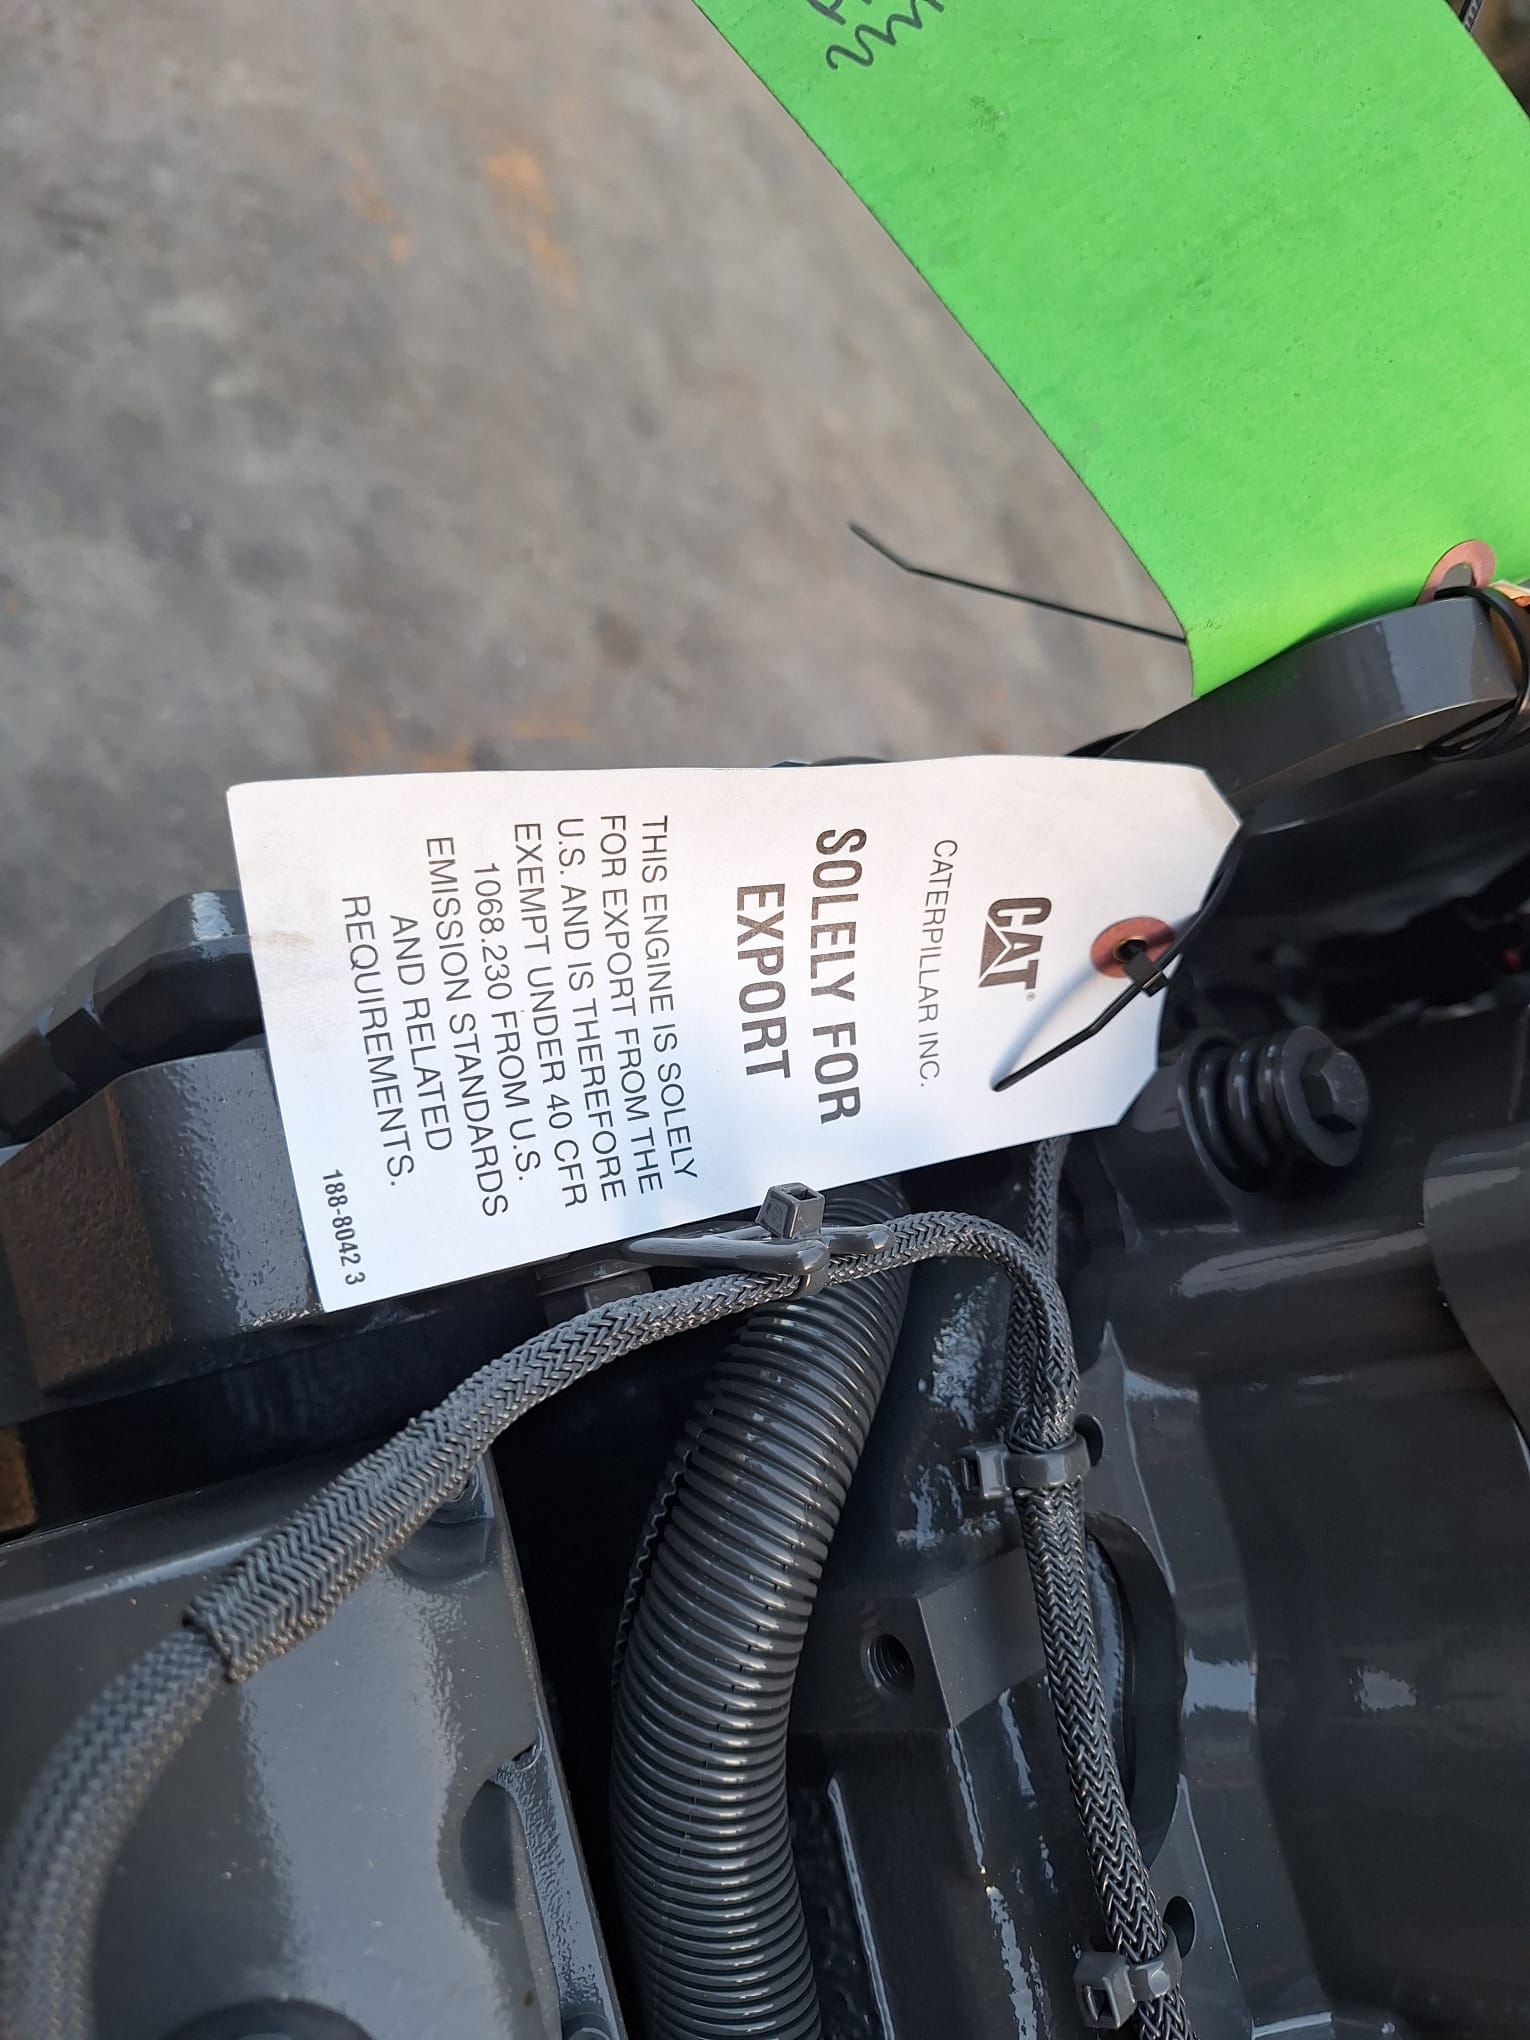 CAT®
CATERPILLAR INC.
SOLELY FOR
EXPORT
THIS ENGINE IS SOLELY
FOR EXPORT FROM THE
U.S. AND IS THEREFORE
EXEMPT UNDER 40 CFR
1068.230 FROM U.S.
EMISSION STANDARDS
AND RELATED
REQUIREMENTS.
188-8042 3